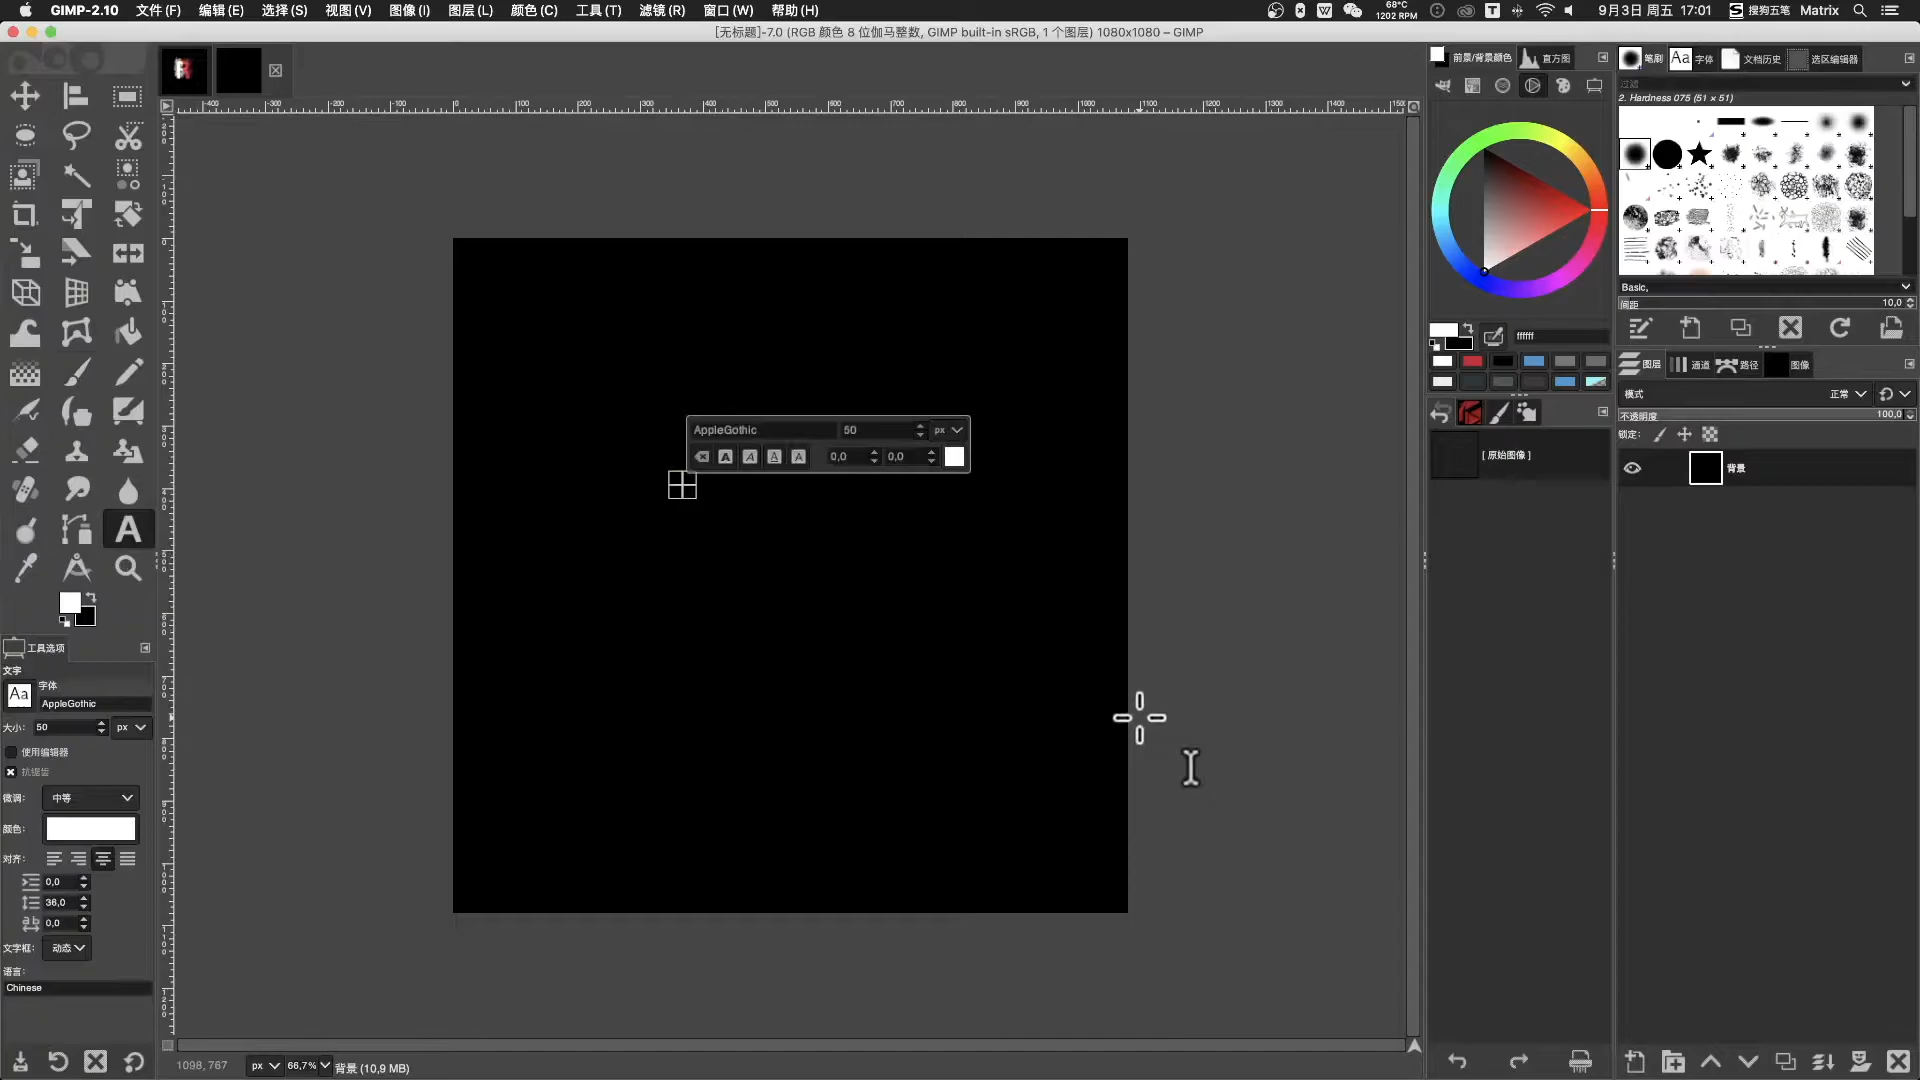 GIMP-2.10 文件 (F) 编辑 (E) 选择 (S) 视图 (V) 图像 (I) 图层 (L) 颜色 (C) 工具 (T) 滤镜 (R) 窗口 (W) 帮助 (H) 68°C 1202 RPM 9月3日 周五 17:01 搜狗五笔 Matrix
[无标题]-7.0 (RGB 颜色 8 位伽马整数, GIMP built-in sRGB, 1 个图层) 1080x1080 – GIMP
前景/背景颜色 直方图 笔刷 Aa 字体 文档历史 选区编辑器
过滤
2. Hardness 075 (51 × 51)
AppleGothic 50 px
0,0 0,0
Basic,
间距 10,0
ffffff
图层 通道 路径 图像
模式 正常
不透明度 100,0
锁定:
[ 原始图像 ]
背景
工具选项
文字
Aa 字体
AppleGothic
大小: 50 px
使用编辑器
抗锯齿
微调: 中等
颜色:
对齐:
0,0
36,0
0,0
文字框: 动态
语言:
Chinese
1098, 767 px 66,7% 背景 (10,9 MB)